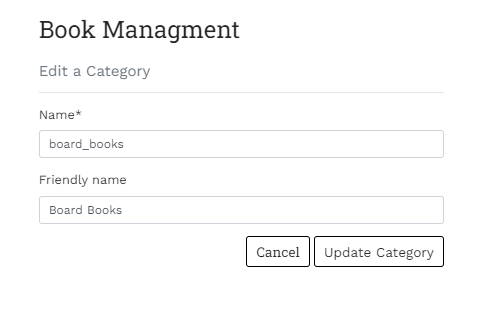 Book Managment
Edit a Category
Name*
board_books
Friendly name
Board Books
Cancel Update Category